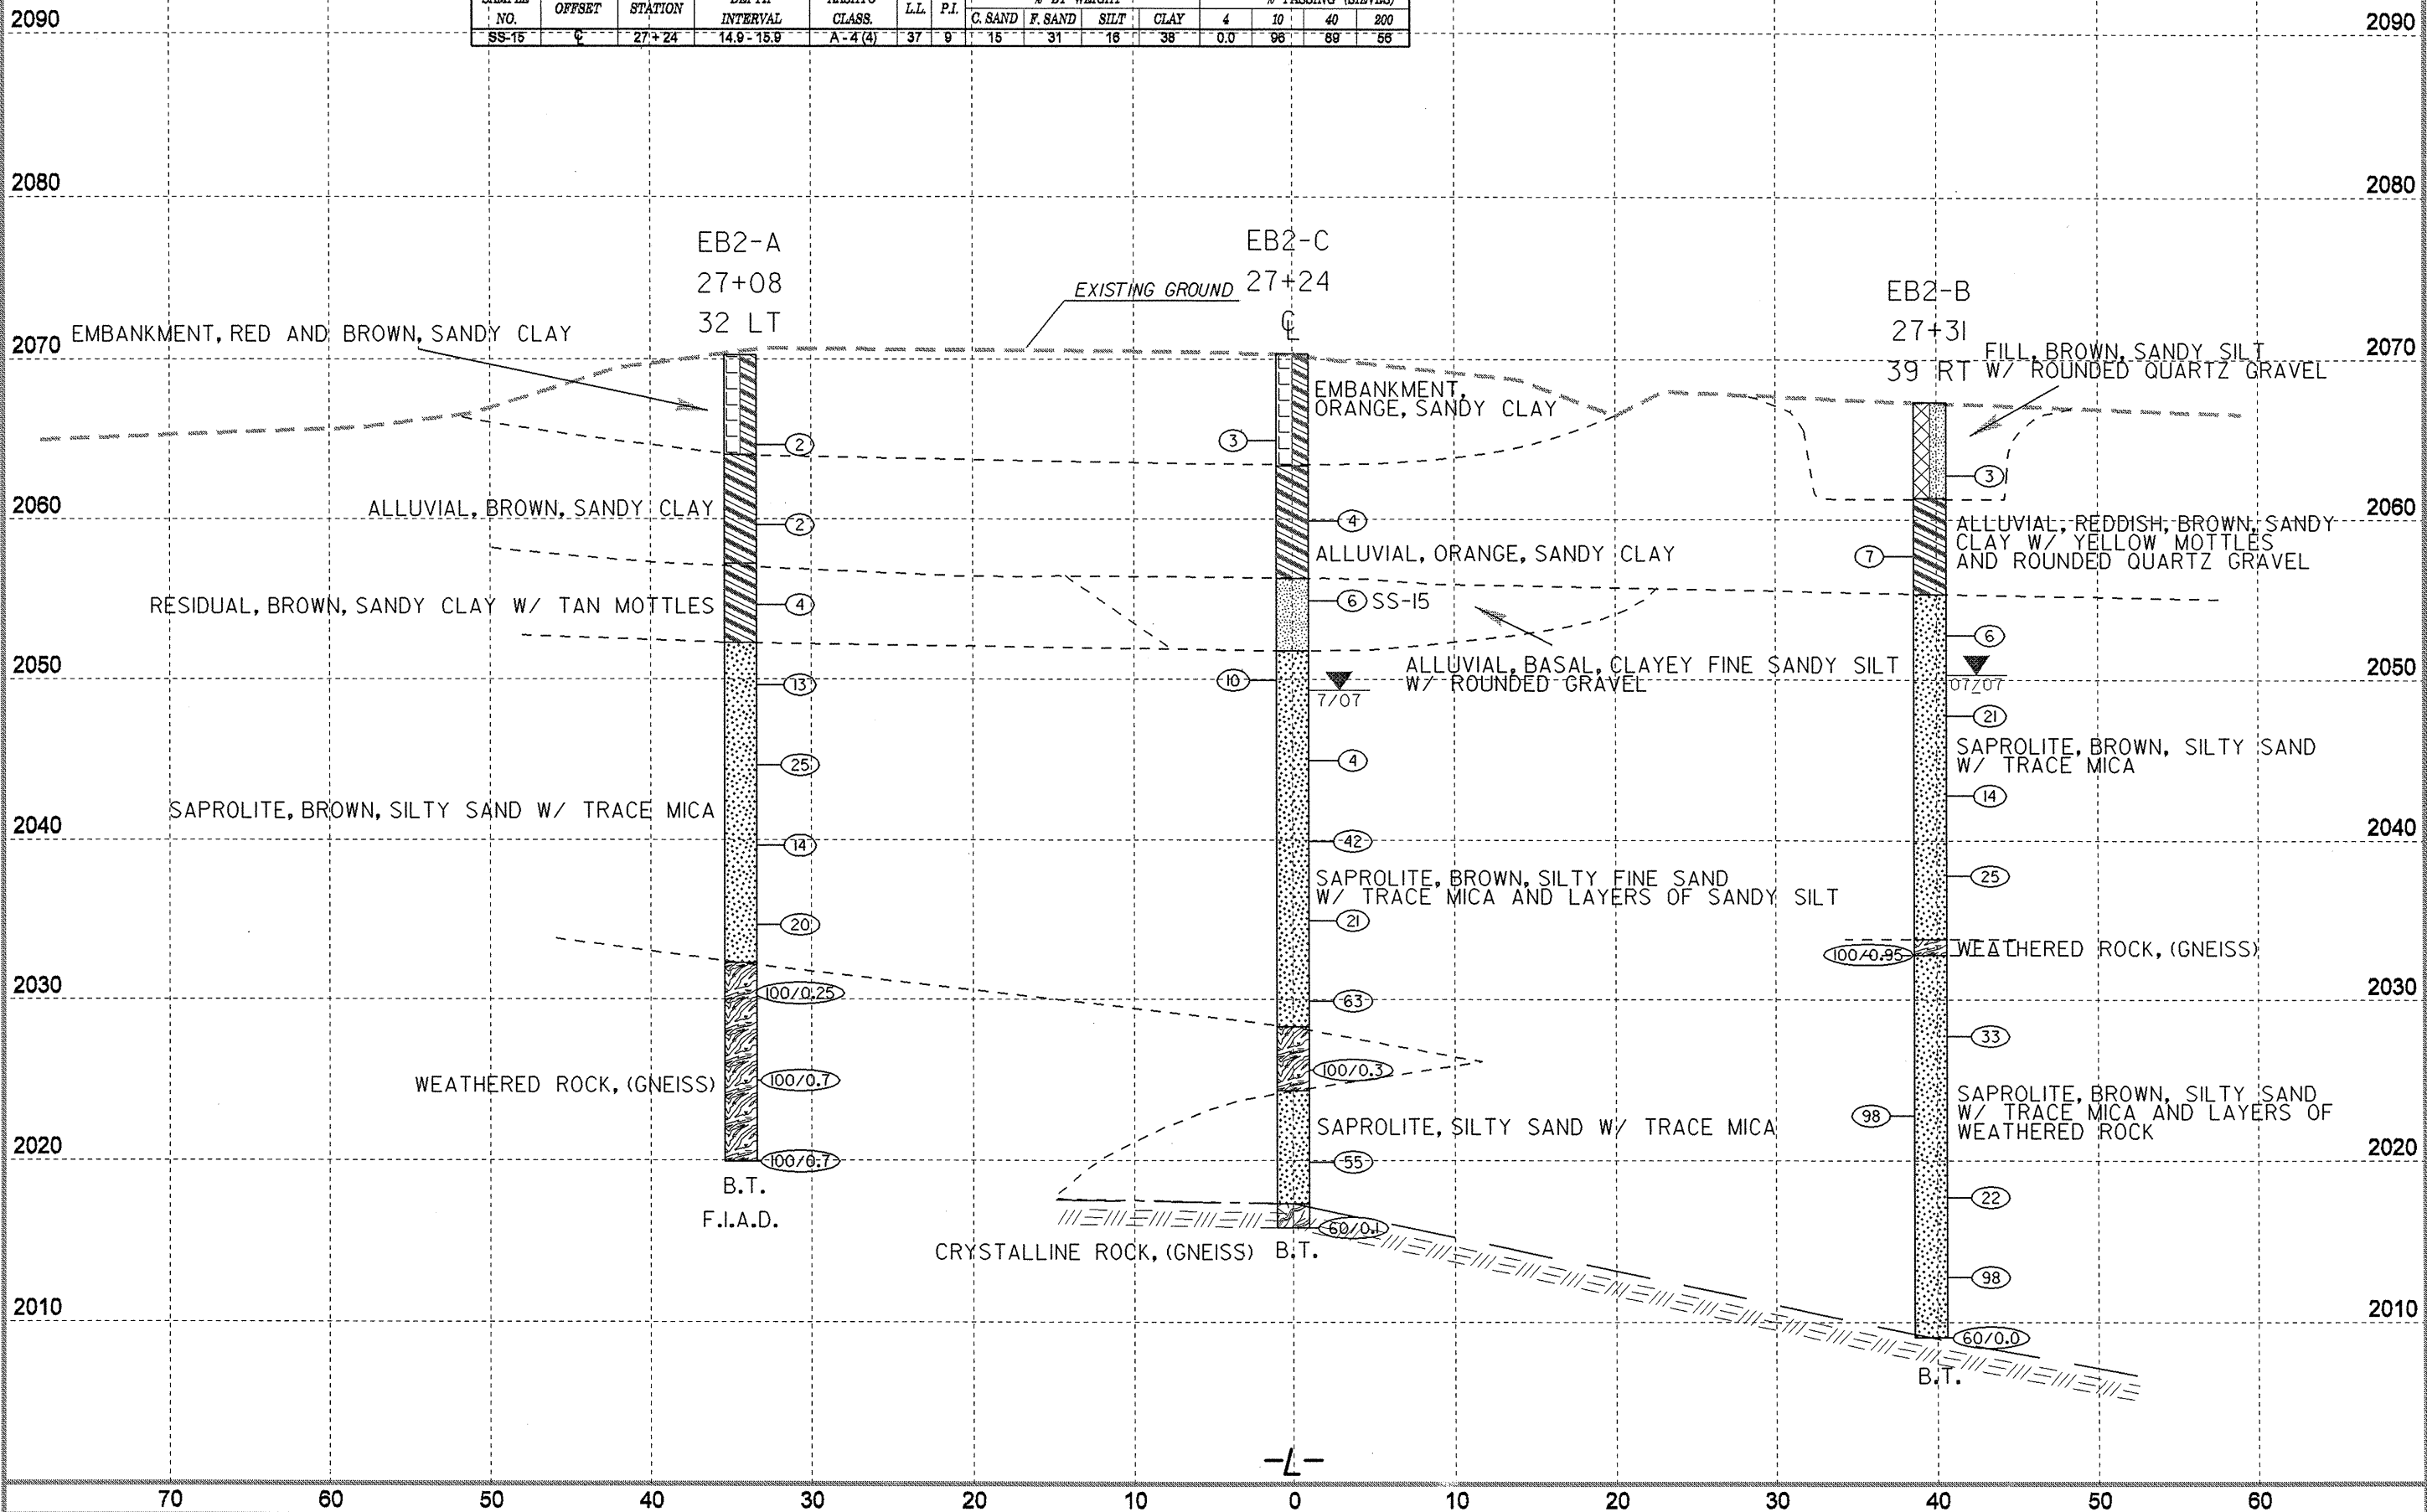 SAMPLE NO. OFFSET STATION DEPTH INTERVAL AASHTO CLASS. L.L. P.I. % BY WEIGHT % PASSING (SIEVES)
C. SAND F. SAND SILT CLAY 4 10 40 200
SS-15 ℄ 27+24 14.9 - 15.9 A-4 (4) 37 9 15 31 16 38 0.0 96 89 56
2090 2090
2080 2080
EB2-A
27+08
32 LT
EB2-C
27+24
℄
EXISTING GROUND
EB2-B
27+31
39 RT
EMBANKMENT, RED AND BROWN, SANDY CLAY
2070 2070
FILL, BROWN, SANDY SILT
W/ ROUNDED QUARTZ GRAVEL
EMBANKMENT,
ORANGE, SANDY CLAY
2
3
3
ALLUVIAL, BROWN, SANDY CLAY
2060 2060
2
4
ALLUVIAL, ORANGE, SANDY CLAY
7
ALLUVIAL, REDDISH, BROWN, SANDY
CLAY W/ YELLOW MOTTLES
AND ROUNDED QUARTZ GRAVEL
RESIDUAL, BROWN, SANDY CLAY W/ TAN MOTTLES
4
6 SS-15
6
ALLUVIAL, BASAL, CLAYEY FINE SANDY SILT
W/ ROUNDED GRAVEL
2050 2050
13
10
7/07
07/07
21
SAPROLITE, BROWN, SILTY SAND
W/ TRACE MICA
25
4
14
SAPROLITE, BROWN, SILTY SAND W/ TRACE MICA
2040 2040
14
42
25
SAPROLITE, BROWN, SILTY FINE SAND
W/ TRACE MICA AND LAYERS OF SANDY SILT
20
21
100/0.95
WEATHERED ROCK, (GNEISS)
2030 2030
100/0.25
63
33
WEATHERED ROCK, (GNEISS)
100/0.7
100/0.3
98
SAPROLITE, BROWN, SILTY SAND
W/ TRACE MICA AND LAYERS OF
WEATHERED ROCK
SAPROLITE, SILTY SAND W/ TRACE MICA
2020 2020
100/0.7
55
B.T.
F.I.A.D.
22
60/0.1
CRYSTALLINE ROCK, (GNEISS) B.T.
98
2010 2010
60/0.0
B.T.
-L-
70 60 50 40 30 20 10 0 10 20 30 40 50 60